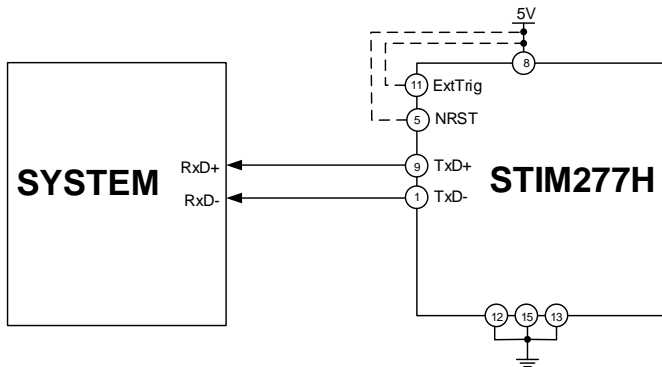 5V
8
11 ExtTrig
5 NRST
RxD+ 9 TxD+
SYSTEM STIM277H
RxD- 1 TxD-
12 15 13